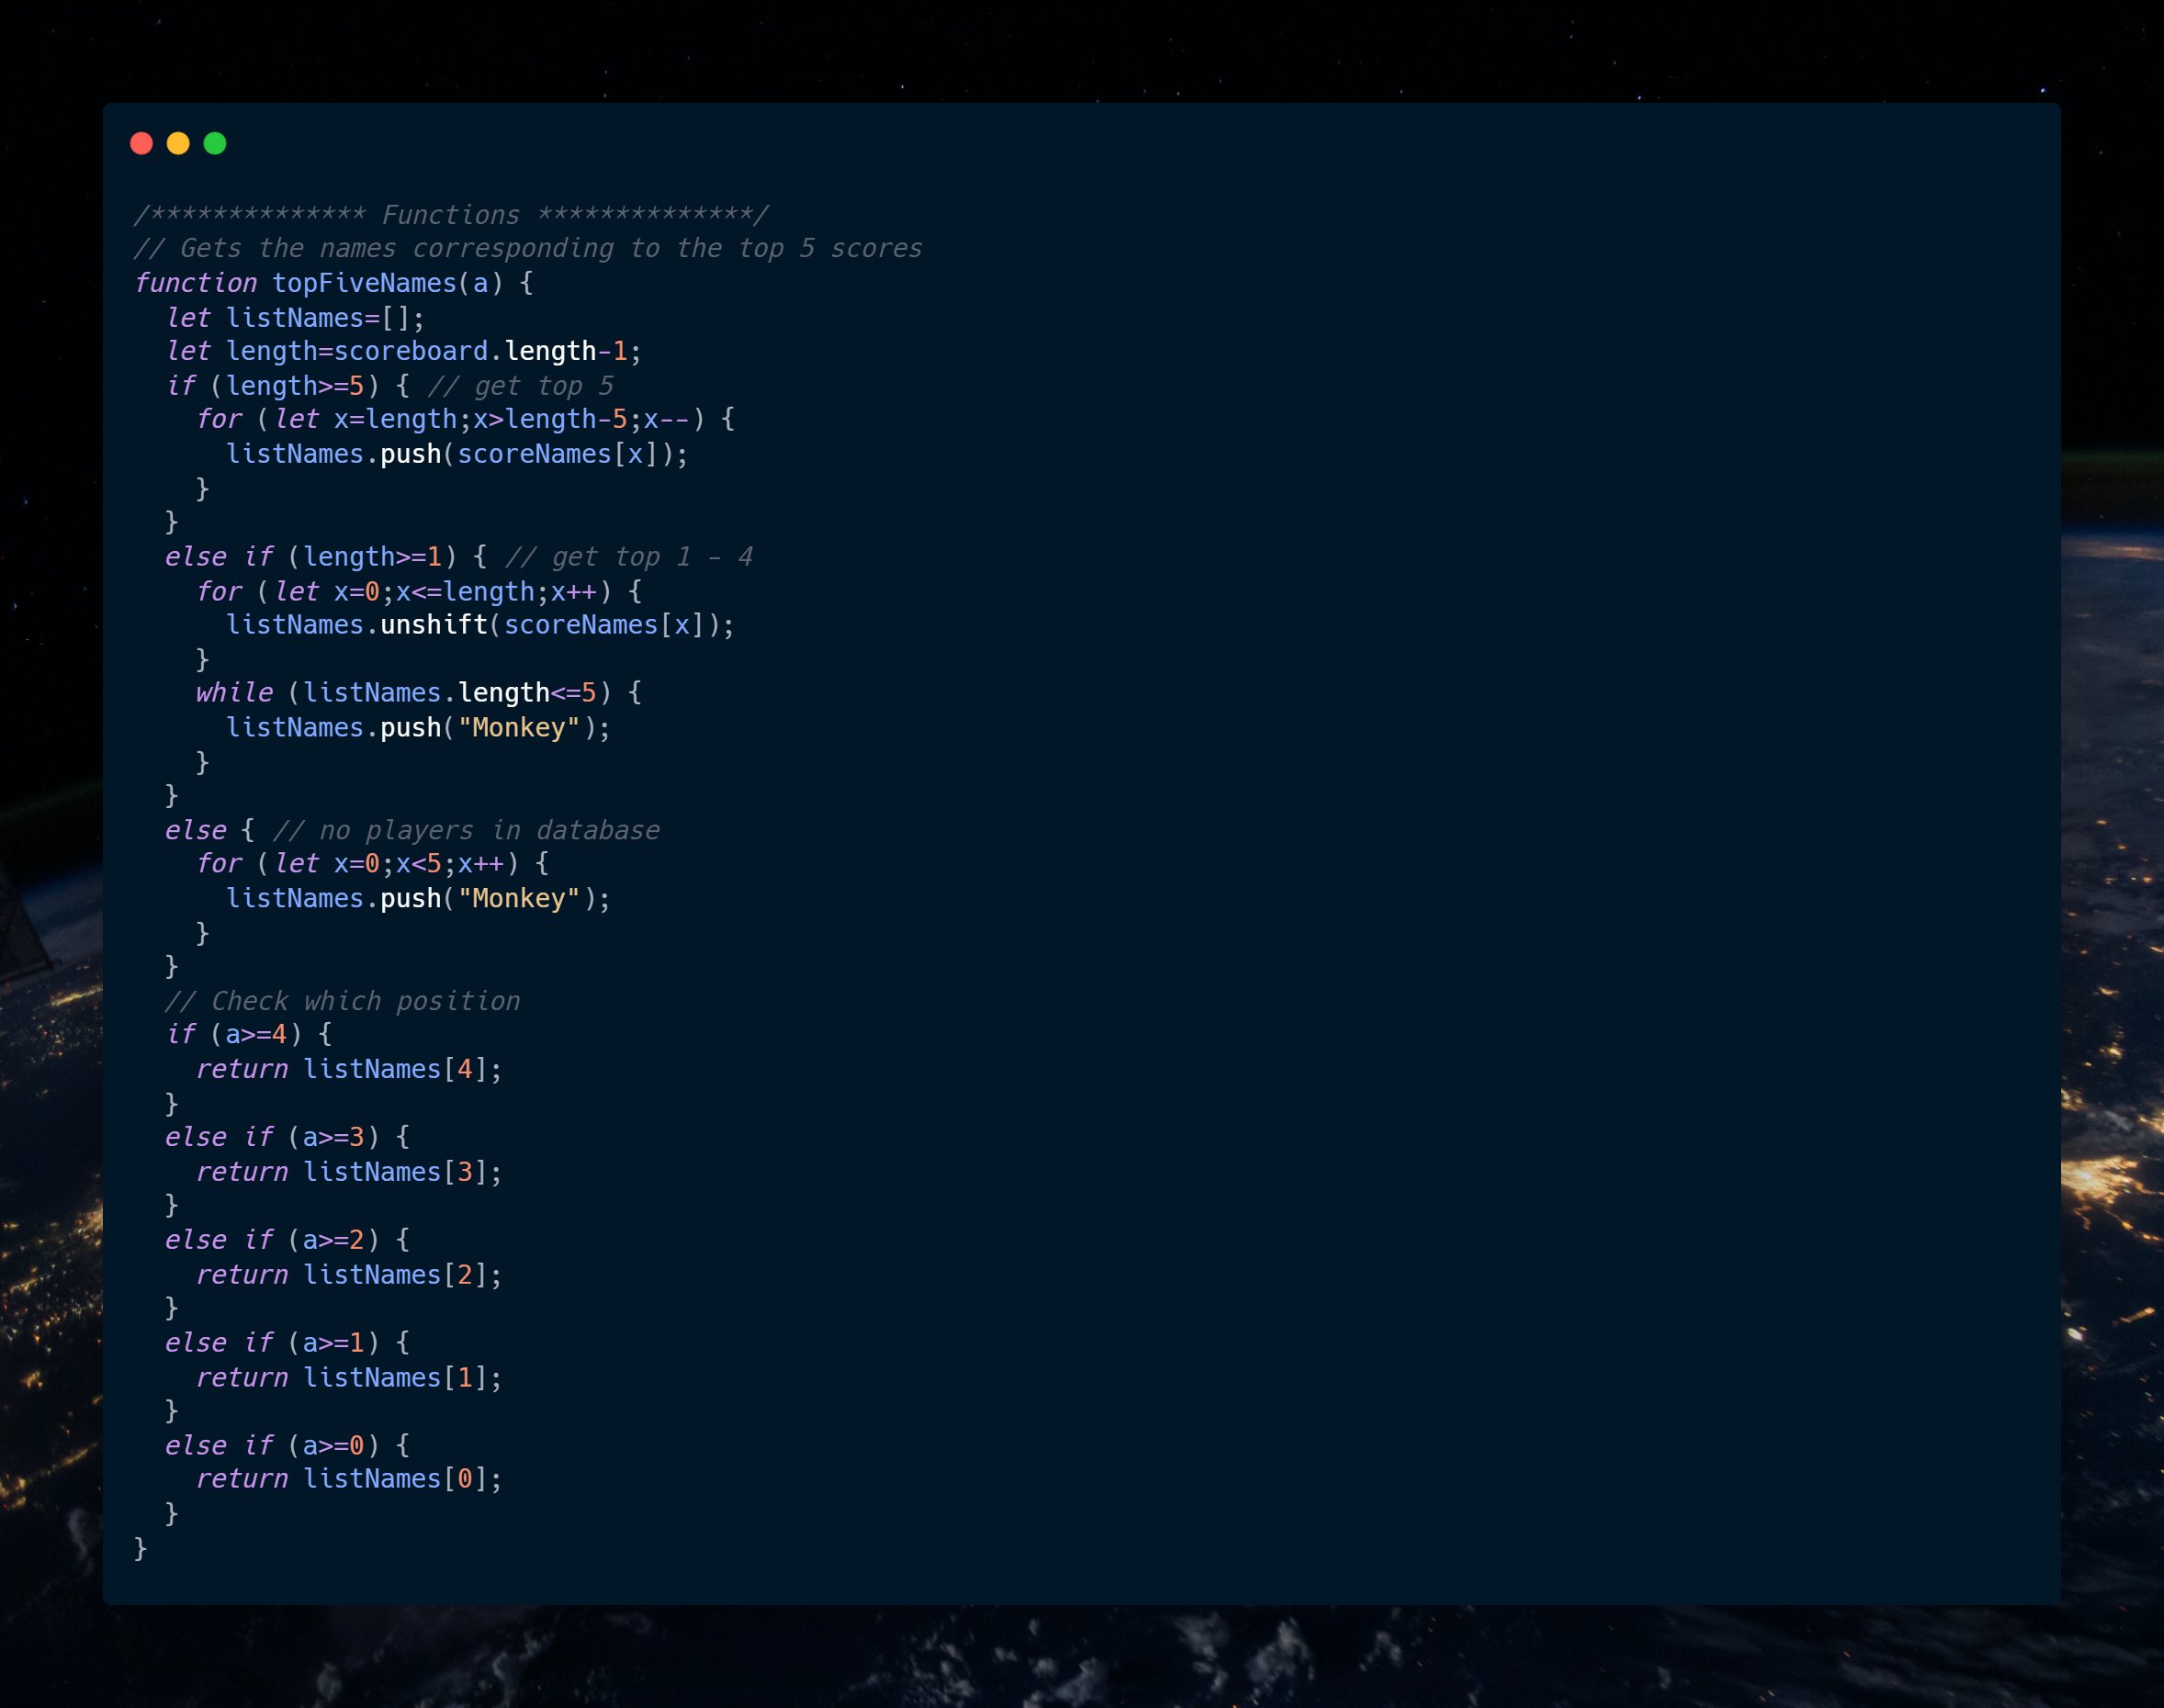 /************** Functions **************/
// Gets the names corresponding to the top 5 scores
function topFiveNames(a) {
  let listNames=[];
  let length=scoreboard.length-1;
  if (length>=5) { // get top 5
    for (let x=length;x>length-5;x--) {
      listNames.push(scoreNames[x]);
    }
  }
  else if (length>=1) { // get top 1 - 4
    for (let x=0;x<=length;x++) {
      listNames.unshift(scoreNames[x]);
    }
    while (listNames.length<=5) {
      listNames.push("Monkey");
    }
  }
  else { // no players in database
    for (let x=0;x<5;x++) {
      listNames.push("Monkey");
    }
  }
  // Check which position
  if (a>=4) {
    return listNames[4];
  }
  else if (a>=3) {
    return listNames[3];
  }
  else if (a>=2) {
    return listNames[2];
  }
  else if (a>=1) {
    return listNames[1];
  }
  else if (a>=0) {
    return listNames[0];
  }
}